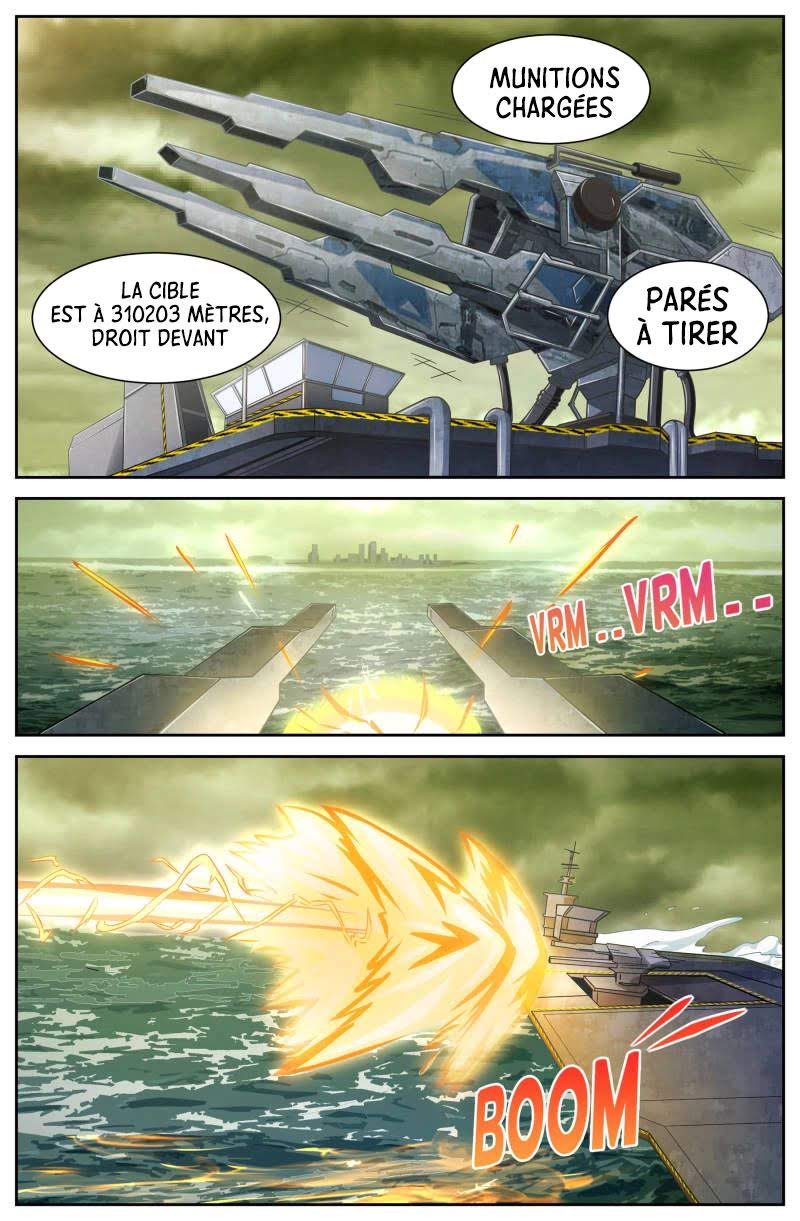 MUNITIONS
CHARGÉES
LA CIBLE
EST À 310203 MÈTRES,
DROIT DEVANT
PARÉS
À TIRER
VRM..VRM..
BOOM